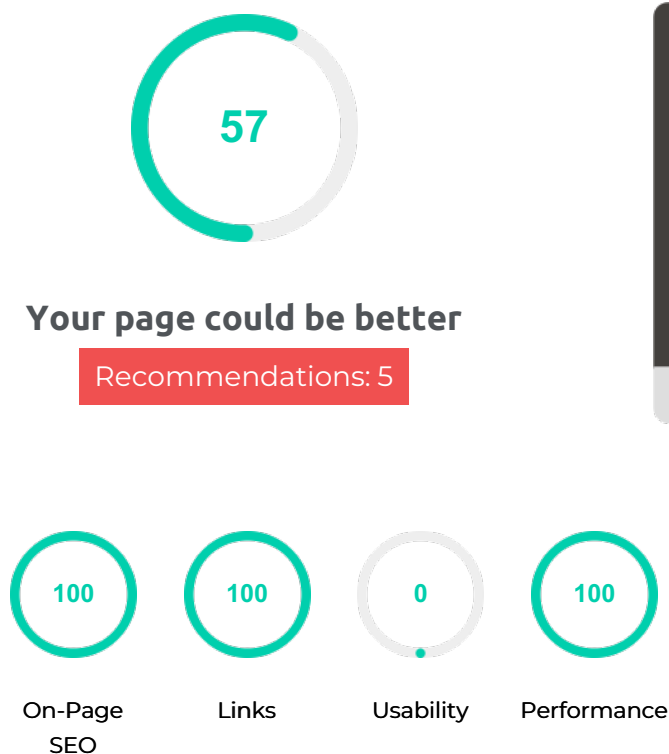 57
Your page could be better
Recommendations: 5
100
100
0
100
On-Page
SEO
Links
Usability
Performance